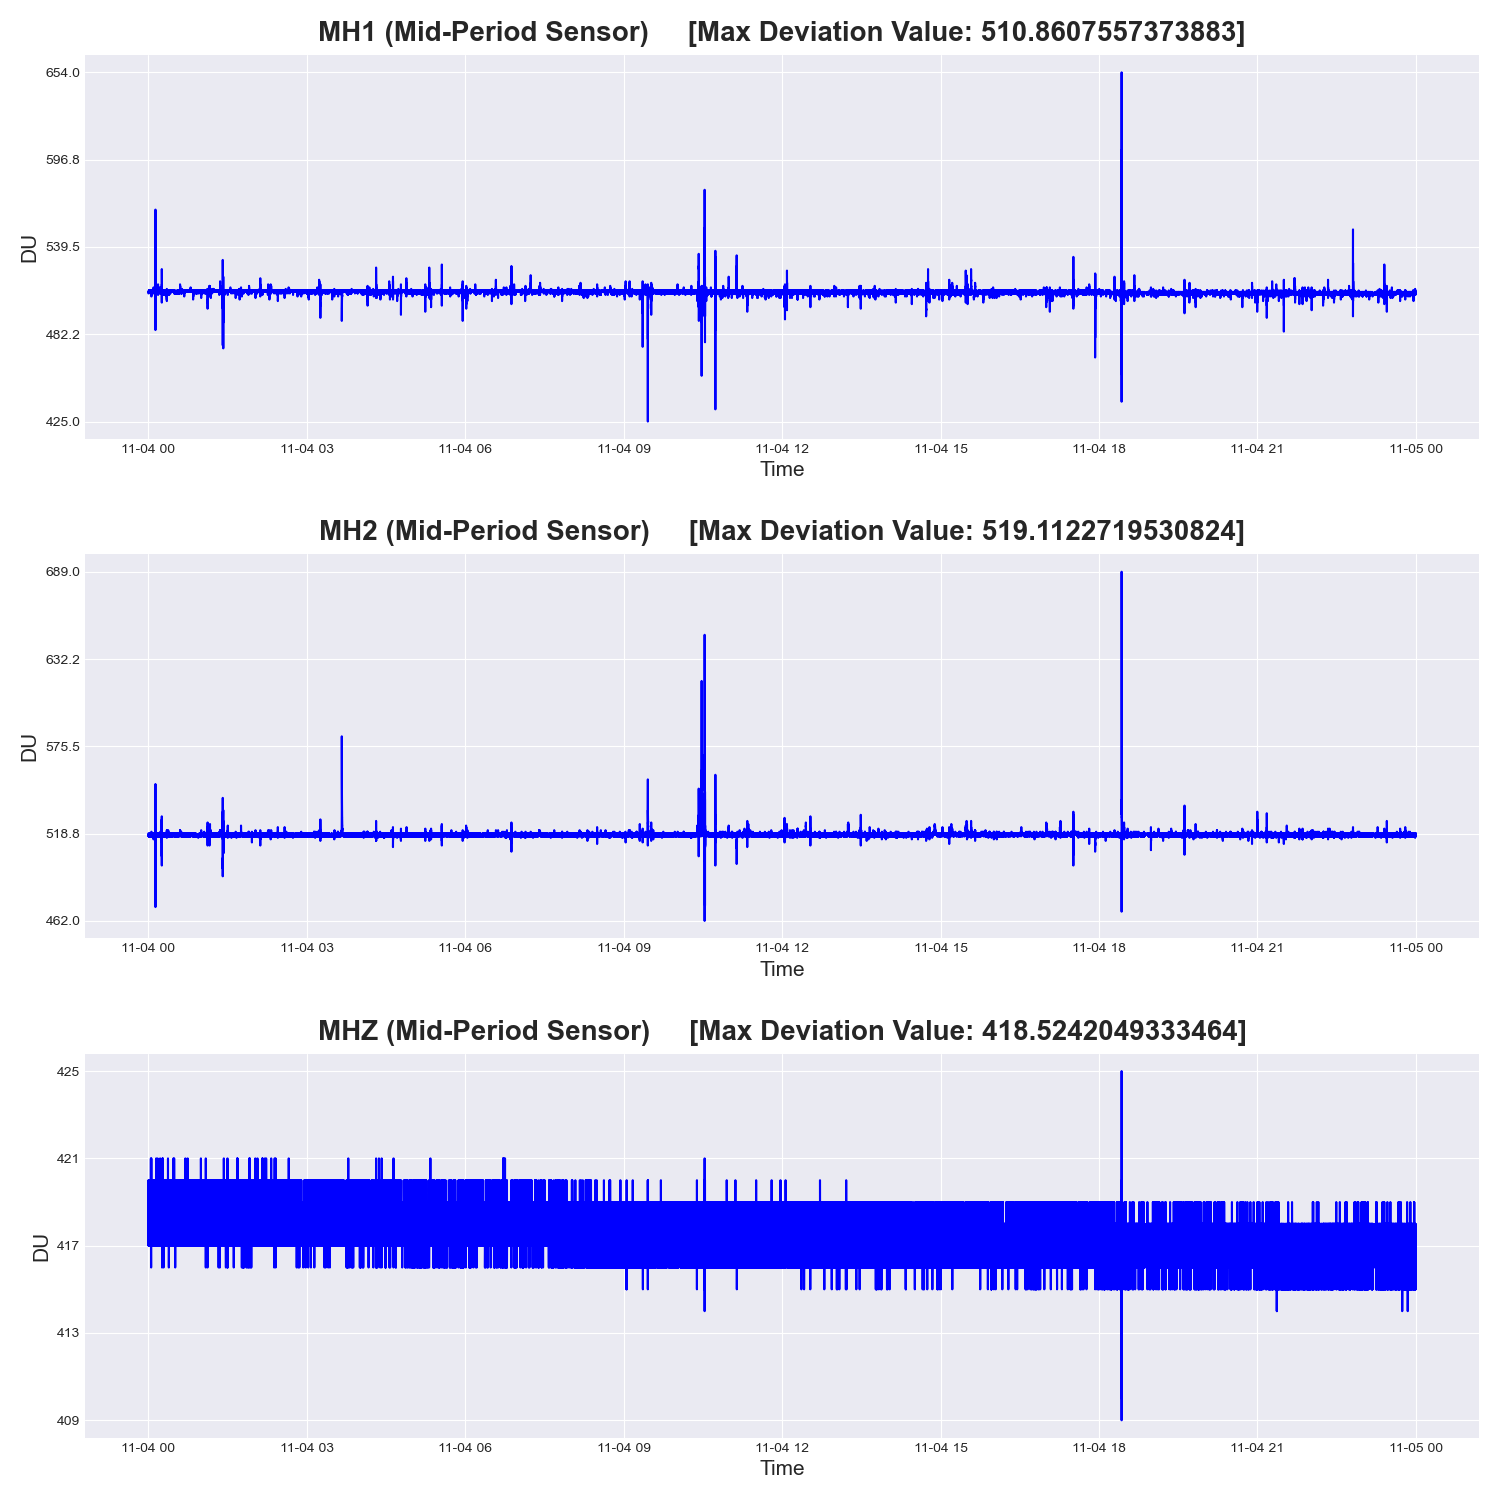 MH1 (Mid-Period Sensor) [Max Deviation Value: 510.8607557373883]
654.0
596.8
539.5
482.2
425.0
DU
11-04 00 11-04 03 11-04 06 11-04 09 11-04 12 11-04 15 11-04 18 11-04 21 11-05 00
Time
MH2 (Mid-Period Sensor) [Max Deviation Value: 519.1122719530824]
689.0
632.2
575.5
518.8
462.0
DU
11-04 00 11-04 03 11-04 06 11-04 09 11-04 12 11-04 15 11-04 18 11-04 21 11-05 00
Time
MHZ (Mid-Period Sensor) [Max Deviation Value: 418.5242049333464]
425
421
417
413
409
DU
11-04 00 11-04 03 11-04 06 11-04 09 11-04 12 11-04 15 11-04 18 11-04 21 11-05 00
Time